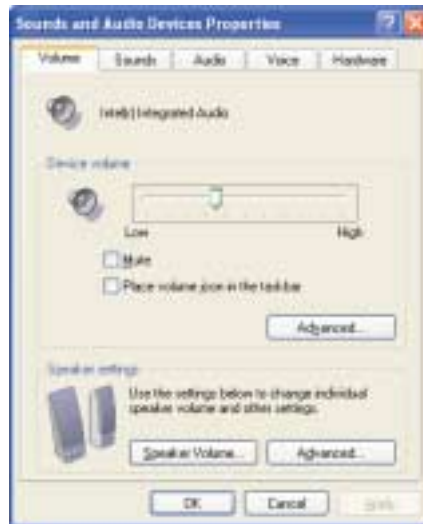 Sounds and Audio Devices Properties
Volume Sounds Audio Voice Hardware
Intel(r) Integrated Audio
Device volume
Low High
Mute
Place volume icon in the taskbar
Advanced...
Speaker settings
Use the settings below to change individual
speaker volume and other settings.
Speaker Volume... Advanced...
OK Cancel Apply